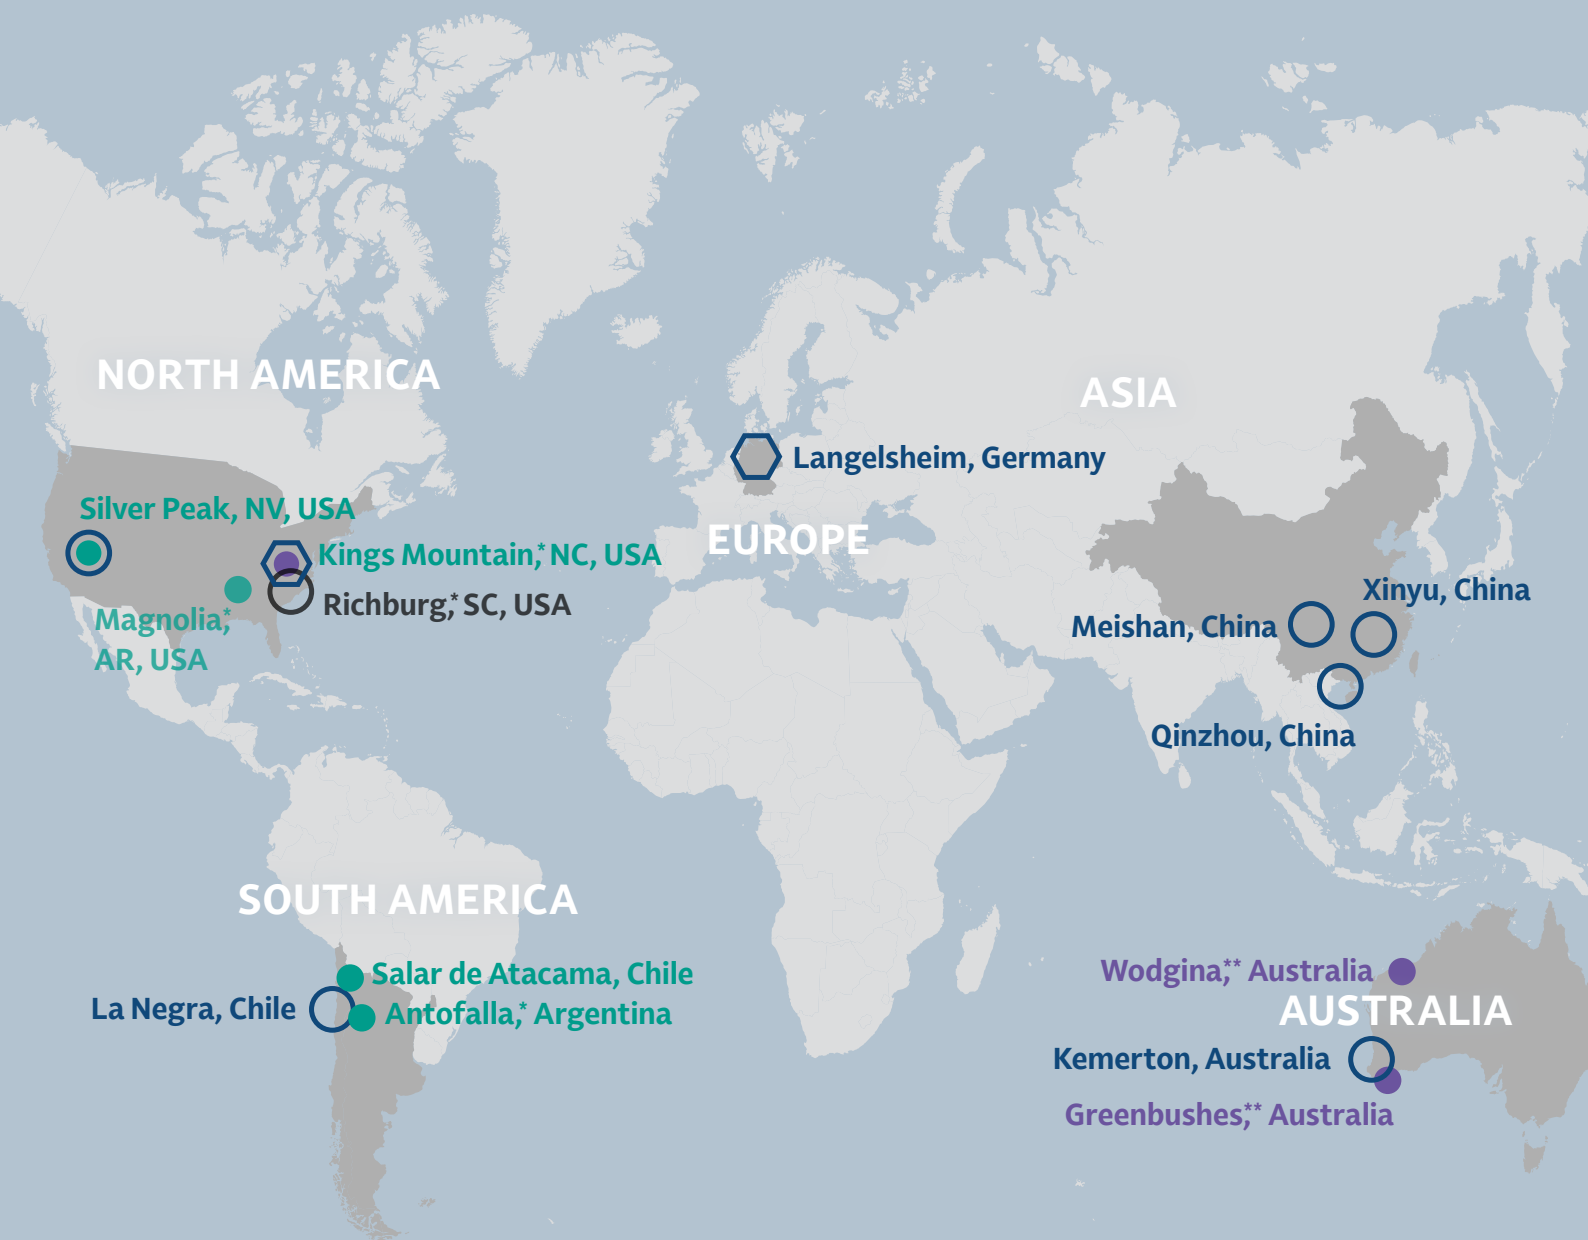 NORTH AMERICA
ASIA
Langelsheim, Germany
Silver Peak, NV, USA
EUROPE
Kings Mountain,* NC, USA
Xinyu, China
Richburg,* SC, USA
Magnolia,*
AR, USA
Meishan, China
Qinzhou, China
SOUTH AMERICA
Salar de Atacama, Chile
Wodgina,** Australia
La Negra, Chile
Antofalla,* Argentina
AUSTRALIA
Kemerton, Australia
Greenbushes,** Australia